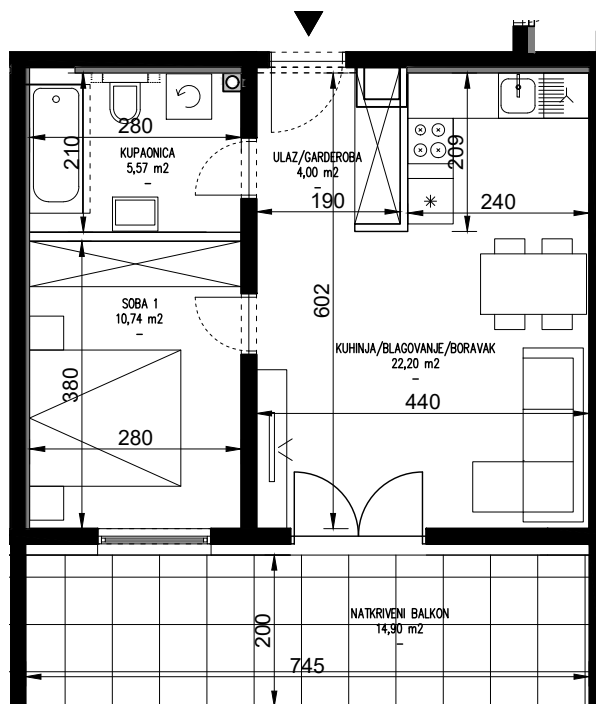 280
210
KUPAONICA
5,57 m2
ULAZ/GARDEROBA
4,00 m2
190
209
240
602
SOBA 1
10,74 m2
380
280
KUHINJA/BLAGOVANJE/BORAVAK
22,20 m2
440
NATKRIVENI BALKON
14,90 m2
200
745